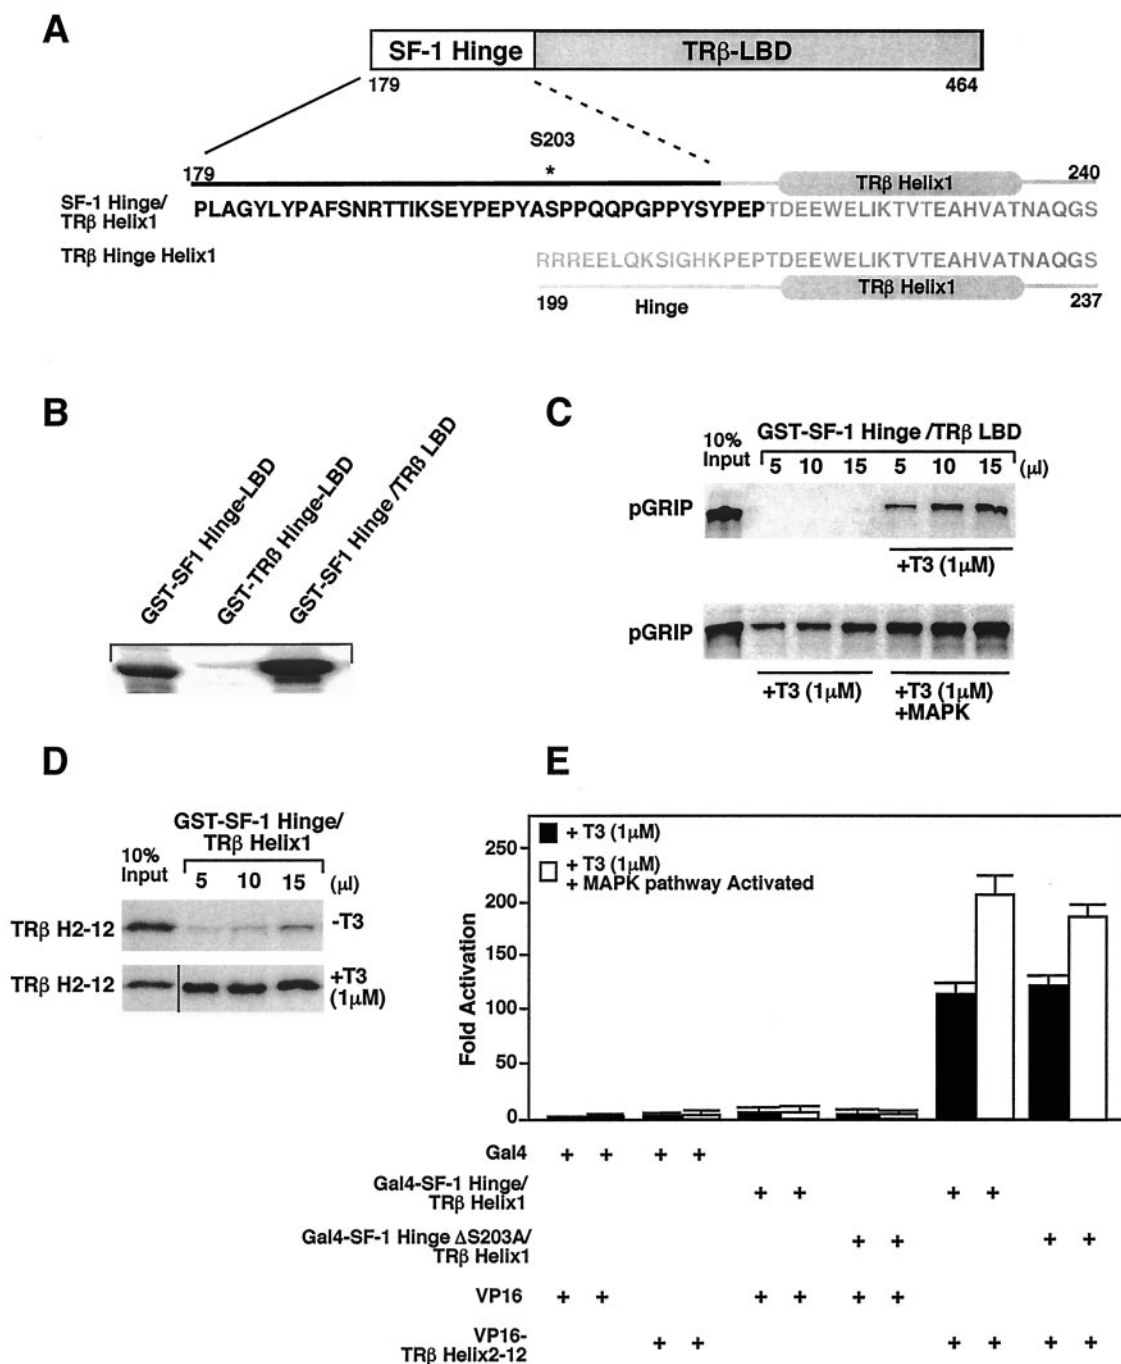 A
SF-1 Hinge TRβ-LBD
179 464
S203
*
179 TRβ Helix1 240
SF-1 Hinge/
TRβ Helix1
PLAGYLYPAFSNRTTIKSEYPEPYASPPQQPGPPYSYPEPTDEEWELIKTVTEAHVATNAQGS
TRβ Hinge Helix1 RRREELQKSIGHKPEPTDEEWELIKTVTEAHVATNAQGS
TRβ Helix1
199 Hinge 237
B
GST-SF1 Hinge-LBD
GST-TRβ Hinge-LBD
GST-SF1 Hinge/TRβ LBD
C
10%
Input
GST-SF-1 Hinge/TRβ LBD
5 10 15 5 10 15 (µl)
pGRIP
+T3 (1µM)
pGRIP
+T3 (1µM) +T3 (1µM)
+MAPK
D
GST-SF-1 Hinge/
TRβ Helix1
10%
Input
5 10 15 (µl)
TRβ H2-12 -T3
TRβ H2-12 +T3
(1µM)
E
+ T3 (1µM)
+ T3 (1µM)
+ MAPK pathway Activated
Fold Activation
250
200
150
100
50
0
Gal4 + + + +
Gal4-SF-1 Hinge/
TRβ Helix1 + + + +
Gal4-SF-1 Hinge ΔS203A/
TRβ Helix1 + + + +
VP16 + + + + + +
VP16-
TRβ Helix2-12 + + + + + +